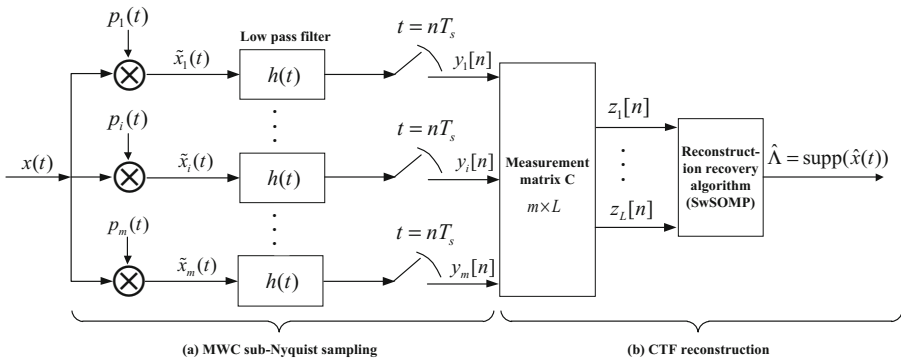 p₁(t)
x̃₁(t)
Low pass filter
h(t)
t = nTₛ
y₁[n]
pᵢ(t)
x(t)
x̃ᵢ(t)
h(t)
t = nTₛ
yᵢ[n]
pₘ(t)
x̃ₘ(t)
h(t)
t = nTₛ
yₘ[n]
Measurement
matrix C
m×L
z₁[n]
z_L[n]
Reconstruct-
ion recovery
algorithm
(SwSOMP)
Λ̂ = supp(x̂(t))
(a) MWC sub-Nyquist sampling
(b) CTF reconstruction